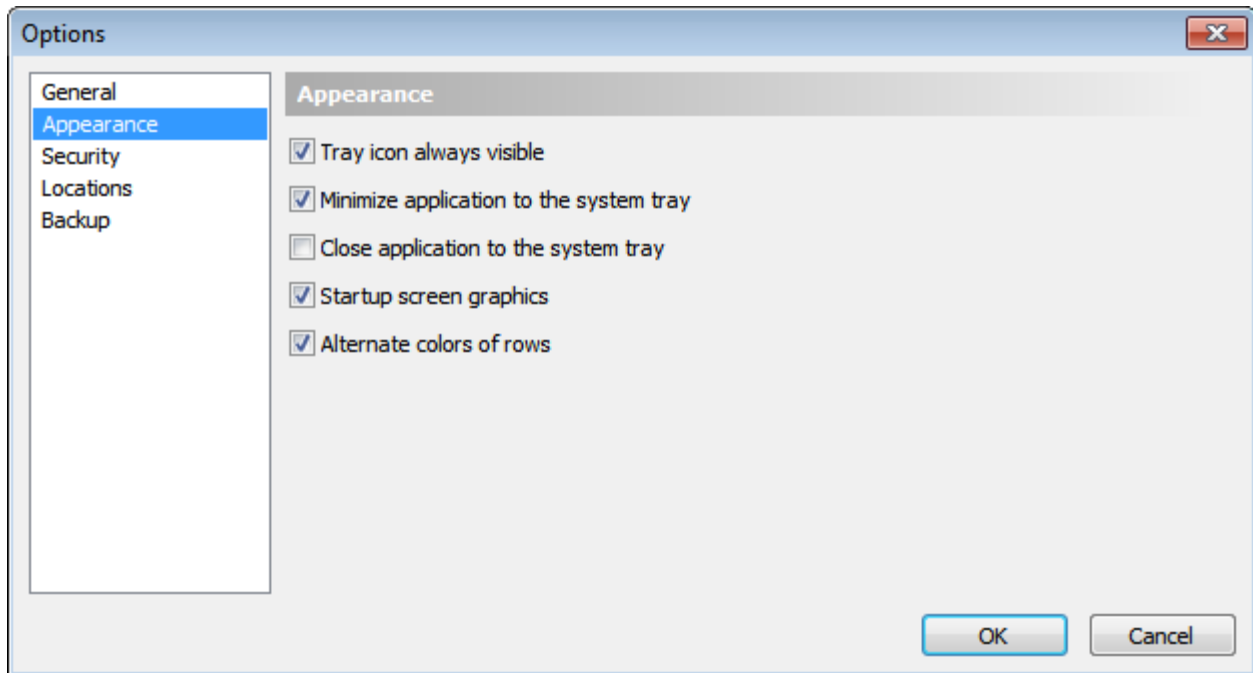 Options
General
Appearance
Security
Locations
Backup
Appearance
Tray icon always visible
Minimize application to the system tray
Close application to the system tray
Startup screen graphics
Alternate colors of rows
OK
Cancel